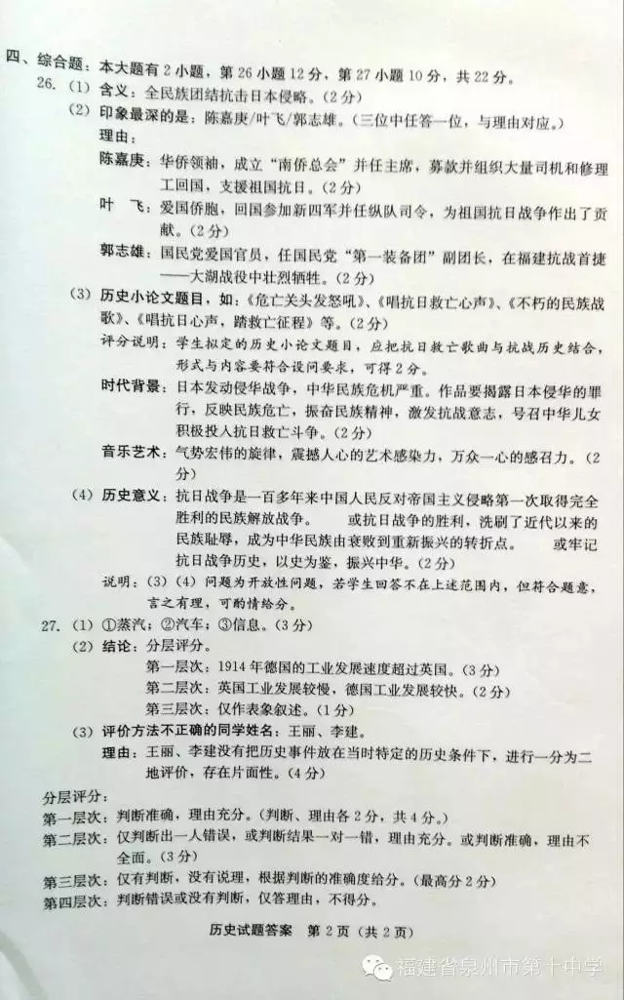 四、综合题：本大题有2小题，第26小题12分，第27小题10分，共22分。
26.（1）含义：全民族团结抗击日本侵略。（2分）
（2）印象最深的是：陈嘉庚/叶飞/郭志雄。（三位中任答一位，与理由对应。）
理由：
陈嘉庚：华侨领袖，成立“南侨总会”并任主席，募款并组织大量司机和修理
工回国，支援祖国抗日。（2分）
叶 飞：爱国侨胞，回国参加新四军并任纵队司令，为祖国抗日战争作出了贡
献。（2分）
郭志雄：国民党爱国官员，任国民党“第一装备团”副团长，在福建抗战首捷
——大湖战役中壮烈牺牲。（2分）
（3）历史小论文题目，如：《危亡关头发怒吼》、《唱抗日救亡心声》、《不朽的民族战
歌》、《唱抗日心声，踏救亡征程》等。（2分）
评分说明：学生拟定的历史小论文题目，应把抗日救亡歌曲与抗战历史结合，
形式与内容要符合设问要求，可得2分。
时代背景：日本发动侵华战争，中华民族危机严重。作品要揭露日本侵华的罪
行，反映民族危亡，振奋民族精神，激发抗战意志，号召中华儿女
积极投入抗日救亡斗争。（2分）
音乐艺术：气势宏伟的旋律，震撼人心的艺术感染力，万众一心的感召力。（2
分）
（4）历史意义：抗日战争是一百多年来中国人民反对帝国主义侵略第一次取得完全
胜利的民族解放战争。 或抗日战争的胜利，洗刷了近代以来的
民族耻辱，成为中华民族由衰败到重新振兴的转折点。 或牢记
抗日战争历史，以史为鉴，振兴中华。（2分）
说明：（3）（4）问题为开放性问题，若学生回答不在上述范围内，但符合题意，
言之有理，可酌情给分。
27.（1）①蒸汽；②汽车；③信息。（3分）
（2）结论：分层评分。
第一层次：1914年德国的工业发展速度超过英国。（3分）
第二层次：英国工业发展较慢，德国工业发展较快。（2分）
第三层次：仅作表象叙述。（1分）
（3）评价方法不正确的同学姓名：王丽、李建。
理由：王丽、李建没有把历史事件放在当时特定的历史条件下，进行一分为二
地评价，存在片面性。（4分）
分层评分：
第一层次：判断准确，理由充分。（判断、理由各2分，共4分。）
第二层次：仅判断出一人错误，或判断结果一对一错，理由充分。或判断准确，理由不
全面。（3分）
第三层次：仅有判断，没有说理，根据判断的准确度给分。（最高分2分）
第四层次：判断错误或没有判断，仅答理由，不得分。
历史试题答案 第2页（共2页）
福建省泉州市第十中学